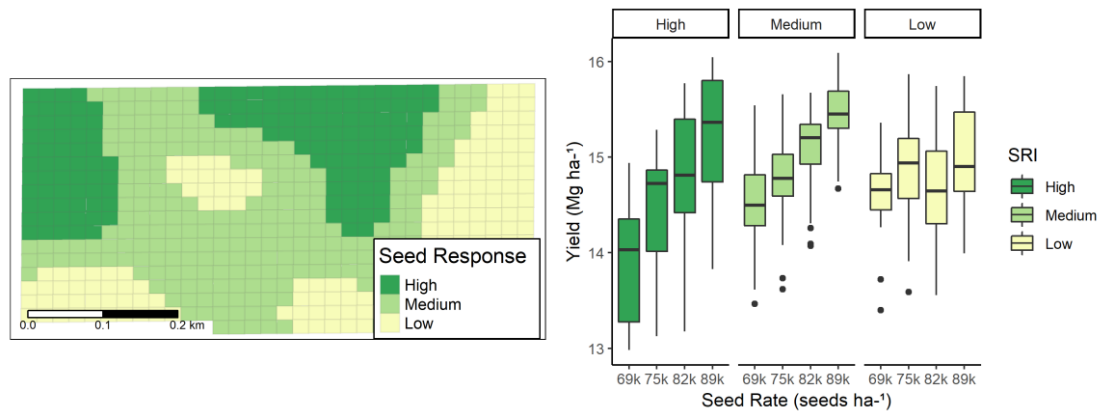 Seed Response
High
Medium
Low
0.0 0.1 0.2 km
High Medium Low
16
15
14
13
Yield (Mg ha⁻¹)
69k 75k 82k 89k 69k 75k 82k 89k 69k 75k 82k 89k
Seed Rate (seeds ha-¹)
SRI
High
Medium
Low